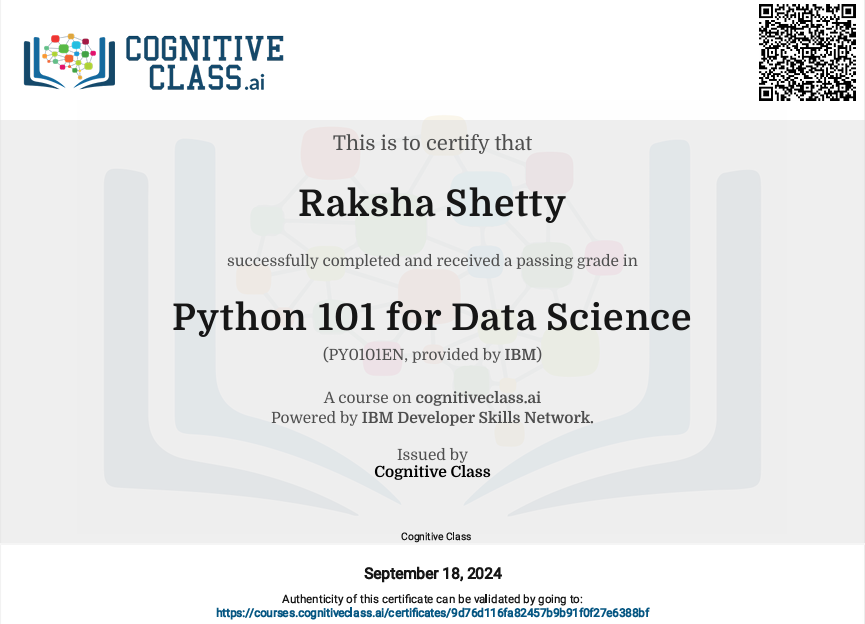 COGNITIVE
CLASS.ai
This is to certify that
Raksha Shetty
successfully completed and received a passing grade in
Python 101 for Data Science
(PY0101EN, provided by IBM)
A course on cognitiveclass.ai
Powered by IBM Developer Skills Network.
Issued by
Cognitive Class
Cognitive Class
September 18, 2024
Authenticity of this certificate can be validated by going to:
https://courses.cognitiveclass.ai/certificates/9d76d116fa82457b9b91f0f27e6388bf